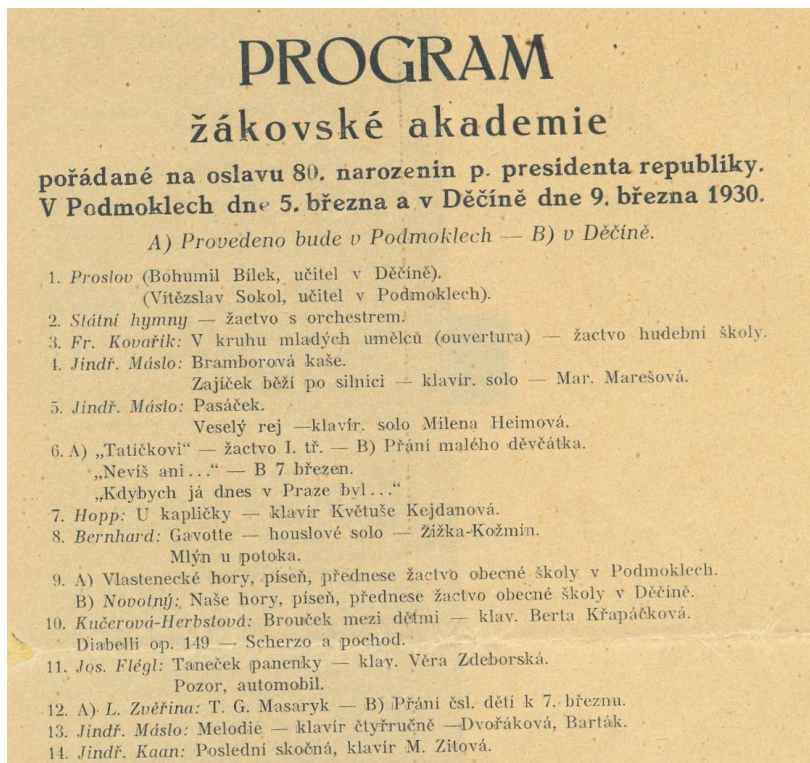 PROGRAM
žákovské akademie
pořádané na oslavu 80. narozenin p. presidenta republiky.
V Podmoklech dne 5. března a v Děčíně dne 9. března 1930.
A) Provedeno bude v Podmoklech — B) v Děčíně.
1. Proslov (Bohumil Bílek, učitel v Děčíně).
(Vítězslav Sokol, učitel v Podmoklech).
2. Státní hymny — žactvo s orchestrem.
3. Fr. Kovařík: V kruhu mladých umělců (ouvertura) — žactvo hudební školy.
4. Jindř. Máslo: Bramborová kaše.
Zajíček běží po silnici — klavír. solo — Mar. Marešová.
5. Jindř. Máslo: Pasáček.
Veselý rej —klavír. solo Milena Heimová.
6. A) „Tatíčkovi“ — žactvo I. tř. — B) Přání malého děvčátka.
„Nevíš ani...“ — B 7 březen.
„Kdybych já dnes v Praze byl...“
7. Hopp: U kapličky — klavír Květuše Kejdanová.
8. Bernhard: Gavotte — houslové solo — Žižka-Kožmín.
Mlýn u potoka.
9. A) Vlastenecké hory, píseň, přednese žactvo obecné školy v Podmoklech.
B) Novotný: Naše hory, píseň, přednese žactvo obecné školy v Děčíně.
10. Kučerová-Herbstová: Brouček mezi dětmi — klav. Berta Křapáčková.
Diabelli op. 149 — Scherzo a pochod.
11. Jos. Flégl: Taneček panenky — klav. Věra Zdeborská.
Pozor, automobil.
12. A) L. Zvěřina: T. G. Masaryk — B) Přání čsl. dětí k 7. březnu.
13. Jindř. Máslo: Melodie — klavír čtyřručně —Dvořáková, Barták.
14. Jindř. Kaan: Poslední skočná, klavír M. Zitová.